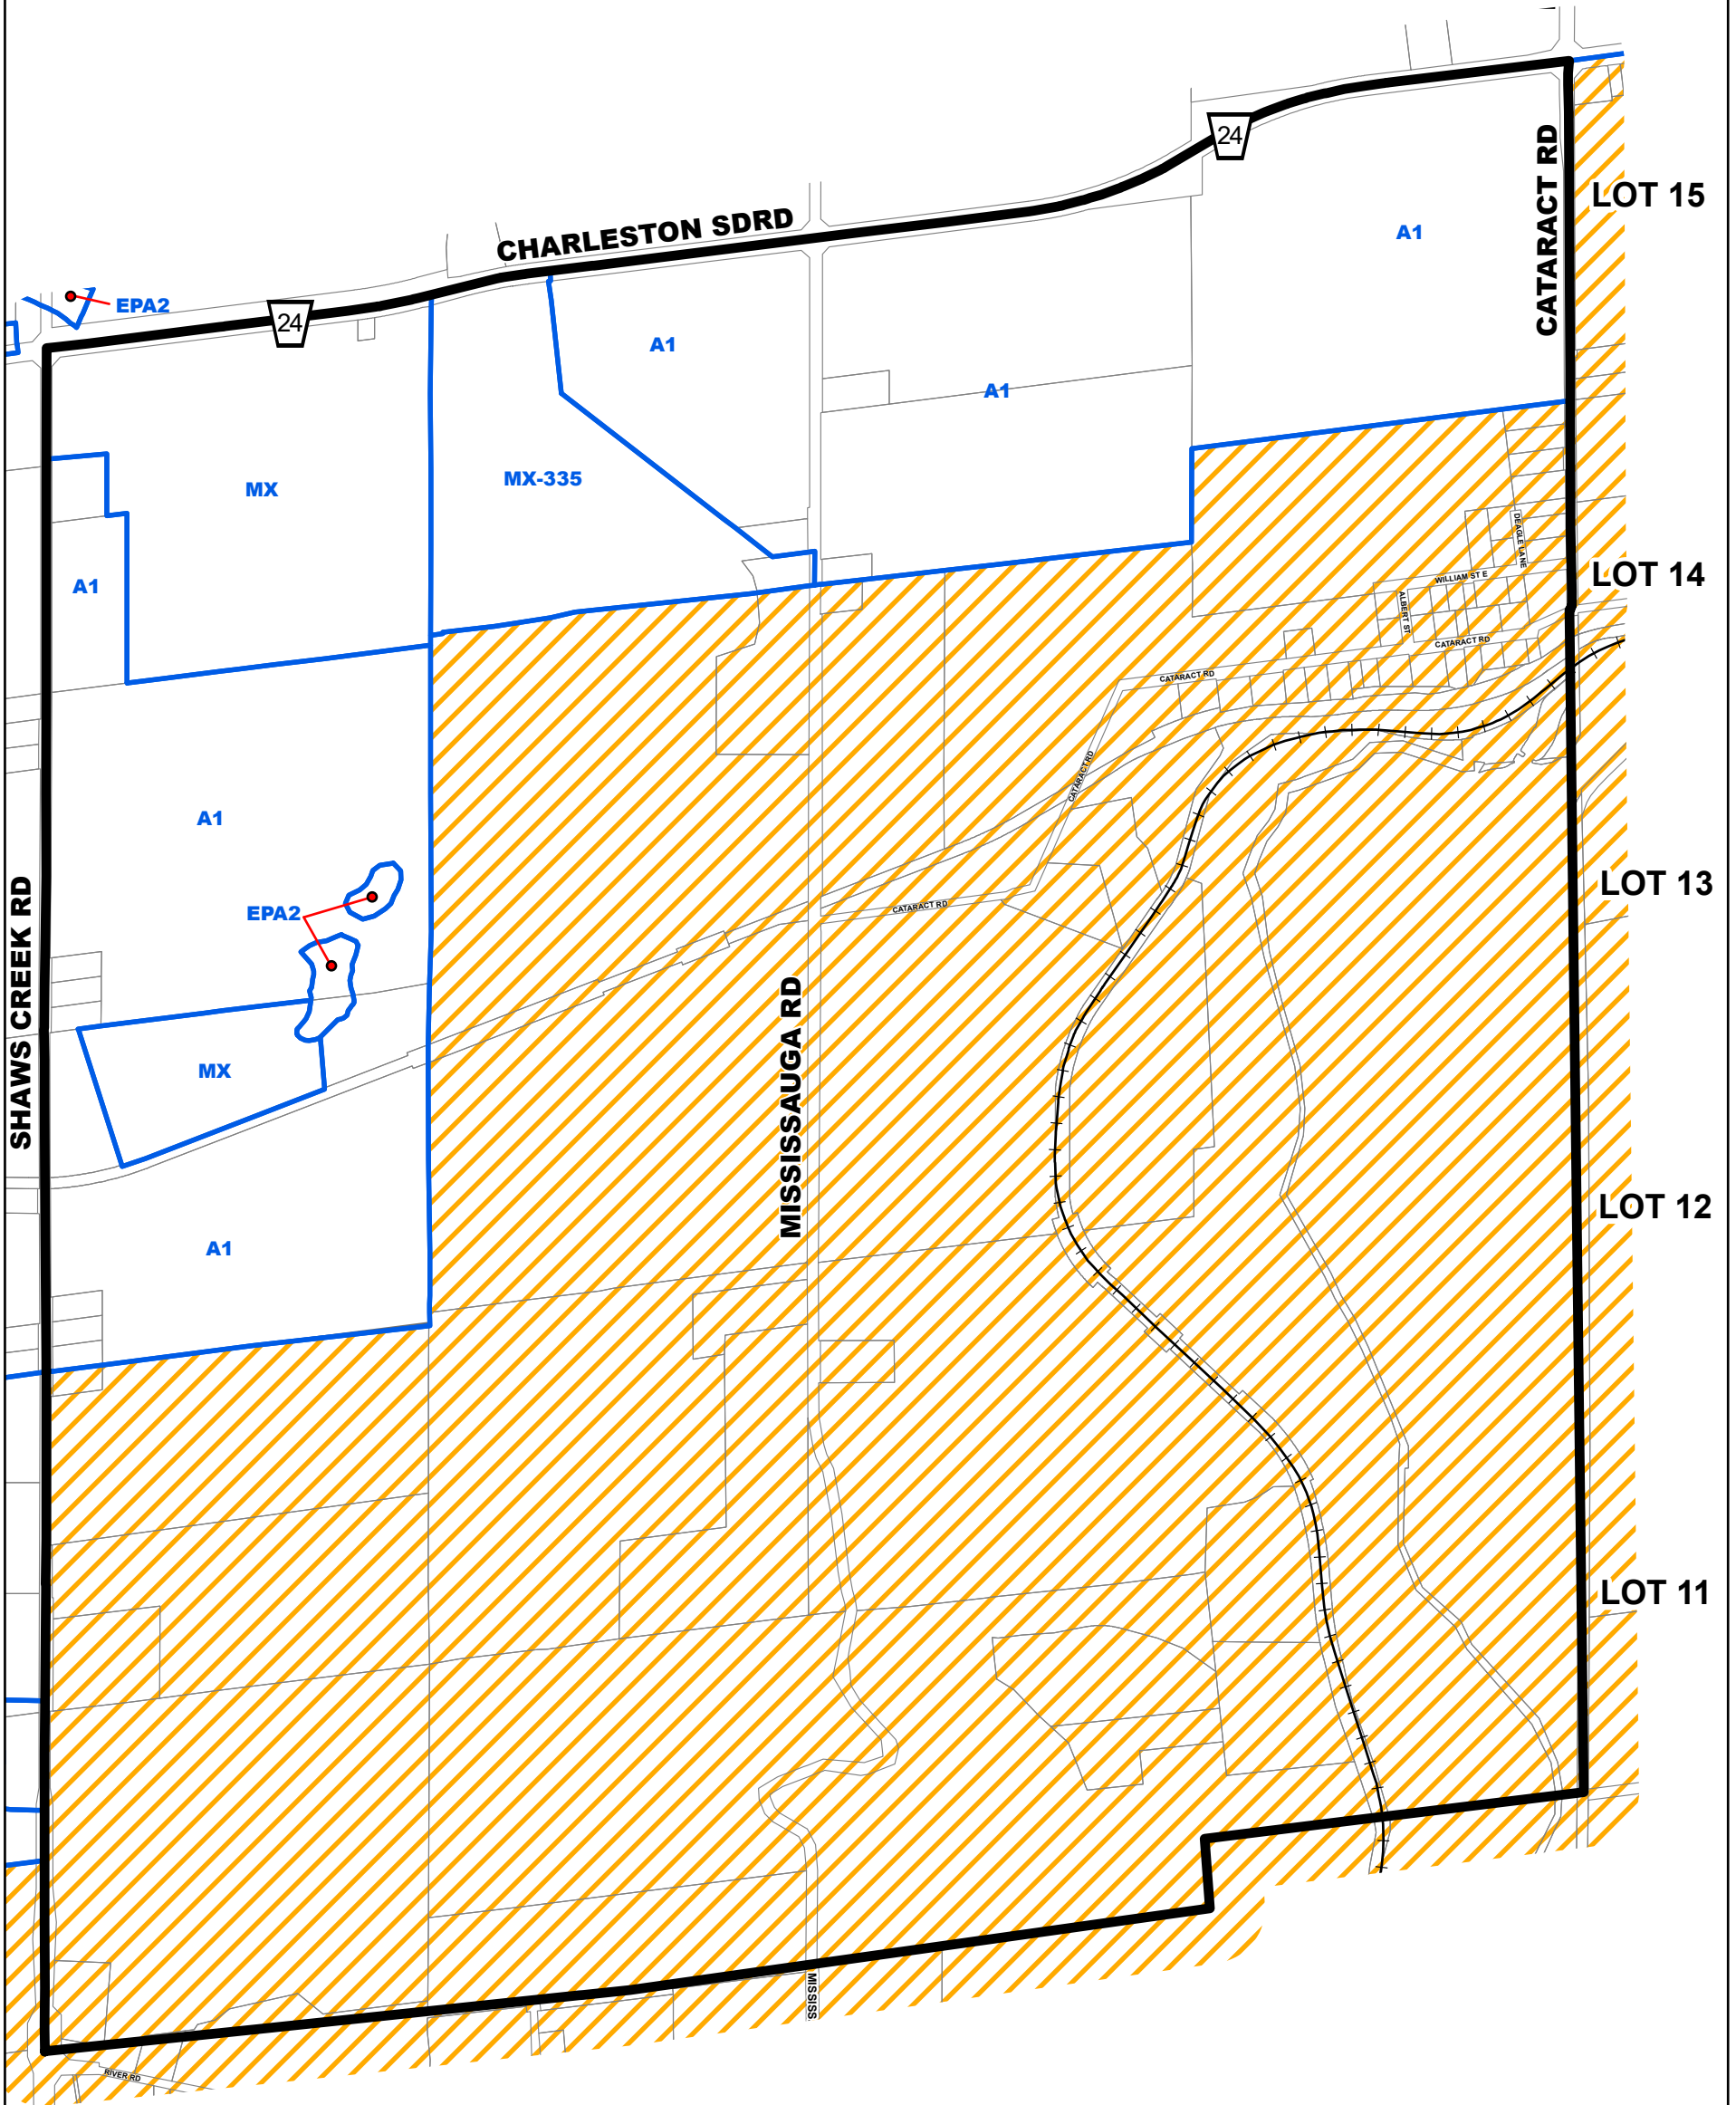 24
CATARACT RD
LOT 15
CHARLESTON SDRD
A1
EPA2
24
A1
A1
MX
MX-335
DEAGLE LANE
A1
WILLIAM ST E
LOT 14
ALBERT ST
CATARACT RD
CATARACT RD
CATARACT RD
A1
LOT 13
EPA2
CATARACT RD
SHAWS CREEK RD
MISSISSAUGA RD
MX
LOT 12
A1
LOT 11
MISSISS
RIVER RD